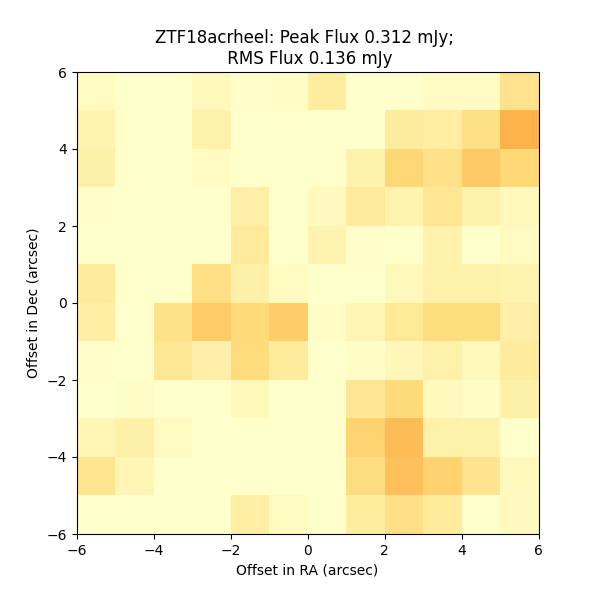 ZTF18acrheel: Peak Flux 0.312 mJy;
RMS Flux 0.136 mJy
6
4
2
0
−2
−4
−6
Offset in Dec (arcsec)
−6 −4 −2 0 2 4 6
Offset in RA (arcsec)